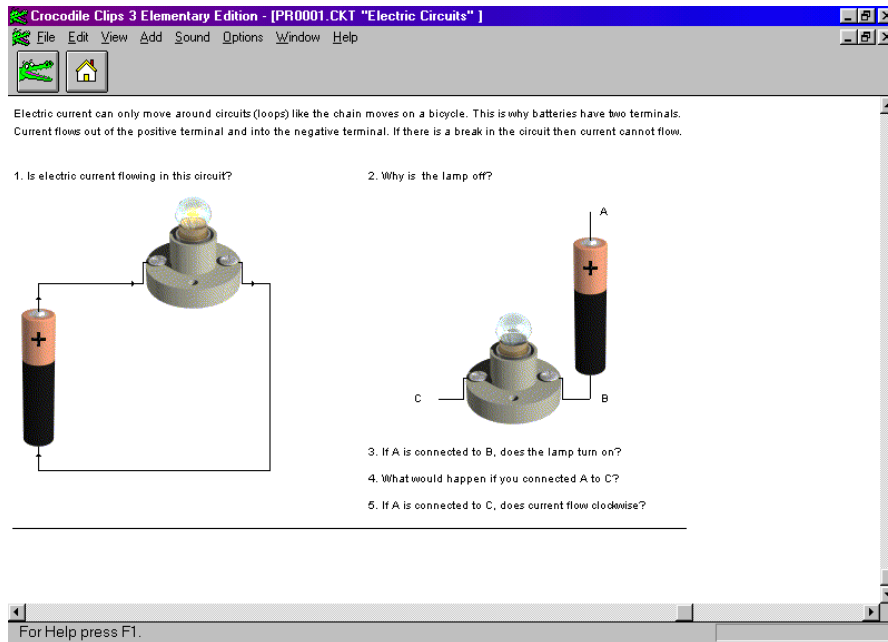 Crocodile Clips 3 Elementary Edition - [PR0001.CKT "Electric Circuits" ]
File Edit View Add Sound Options Window Help
Electric current can only move around circuits (loops) like the chain moves on a bicycle. This is why batteries have two terminals.
Current flows out of the positive terminal and into the negative terminal. If there is a break in the circuit then current cannot flow.
1. Is electric current flowing in this circuit?
2. Why is the lamp off?
A
+
+
C
B
3. If A is connected to B, does the lamp turn on?
4. What would happen if you connected A to C?
5. If A is connected to C, does current flow clockwise?
For Help press F1.